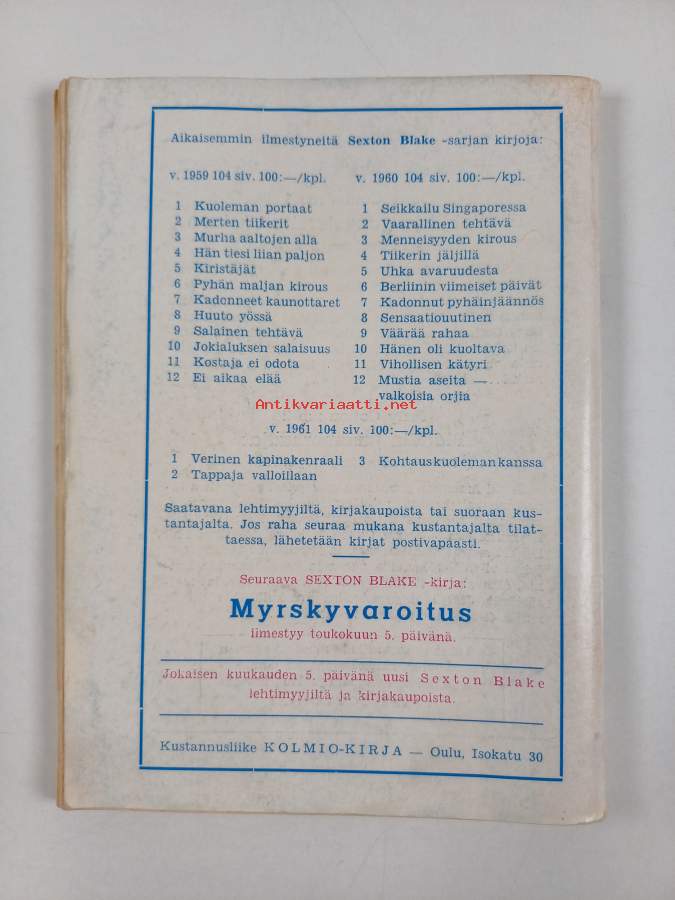 Aikaisemmin ilmestyneitä Sexton Blake -sarjan kirjoja:
v. 1959 104 siv. 100:—/kpl.
1 Kuoleman portaat
2 Merten tiikerit
3 Murha aaltojen alla
4 Hän tiesi liian paljon
5 Kiristäjät
6 Pyhän maljan kirous
7 Kadonneet kaunottaret
8 Huuto yössä
9 Salainen tehtävä
10 Jokialuksen salaisuus
11 Kostaja ei odota
12 Ei aikaa elää
v. 1960 104 siv. 100:—/kpl.
1 Seikkailu Singaporessa
2 Vaarallinen tehtävä
3 Menneisyyden kirous
4 Tiikerin jäljillä
5 Uhka avaruudesta
6 Berliinin viimeiset päivät
7 Kadonnut pyhäinjäännös
8 Sensaatiouutinen
9 Väärää rahaa
10 Hänen oli kuoltava
11 Vihollisen kätyri
12 Mustia aseita —
valkoisia orjia
Antikvariaatti.net
v. 1961 104 siv. 100:—/kpl.
1 Verinen kapinakenraali
2 Tappaja valloillaan
3 Kohtaus kuoleman kanssa
Saatavana lehtimyyjiltä, kirjakaupoista tai suoraan kus-
tantajalta. Jos raha seuraa mukana kustantajalta tilat-
taessa, lähetetään kirjat postivapaasti.
Seuraava SEXTON BLAKE -kirja:
Myrskyvaroitus
ilmestyy toukokuun 5. päivänä.
Jokaisen kuukauden 5. päivänä uusi Sexton Blake
lehtimyyjiltä ja kirjakaupoista.
Kustannusliike KOLMIO-KIRJA — Oulu, Isokatu 30